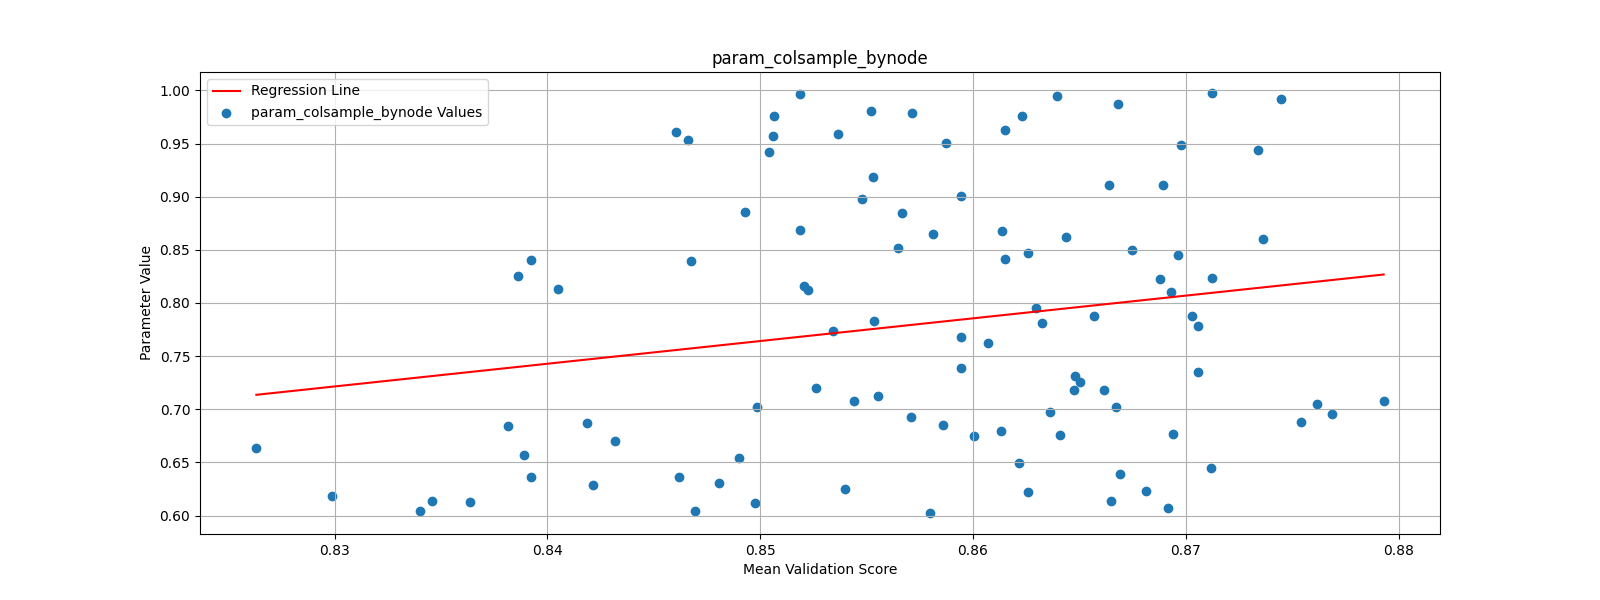 param_colsample_bynode
Regression Line
param_colsample_bynode Values
1.00
0.95
0.90
0.85
0.80
0.75
0.70
0.65
0.60
Parameter Value
0.83 0.84 0.85 0.86 0.87 0.88
Mean Validation Score